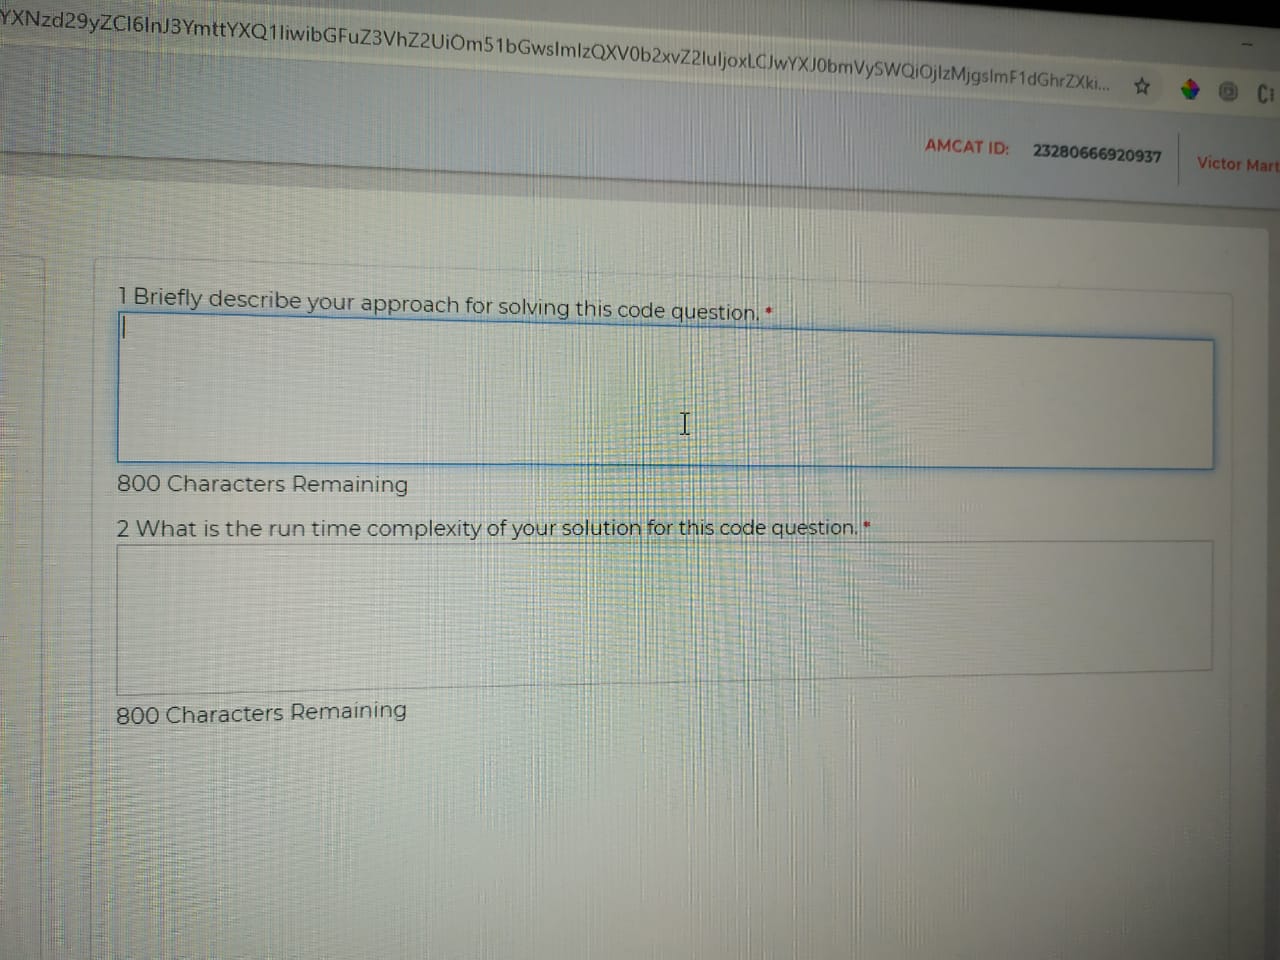 YXNzd29yZCI6InJ3YmttYXQ1IiwibGFuZ3VhZ2UiOm51bGwsImlzQXV0b2xvZ2luIjoxLCJwYXJ0bmVySWQiOjIzMjgsImF1dGhrZXki...
AMCAT ID: 23280666920937
Victor Mart
1 Briefly describe your approach for solving this code question. *
800 Characters Remaining
2 What is the run time complexity of your solution for this code question. *
800 Characters Remaining